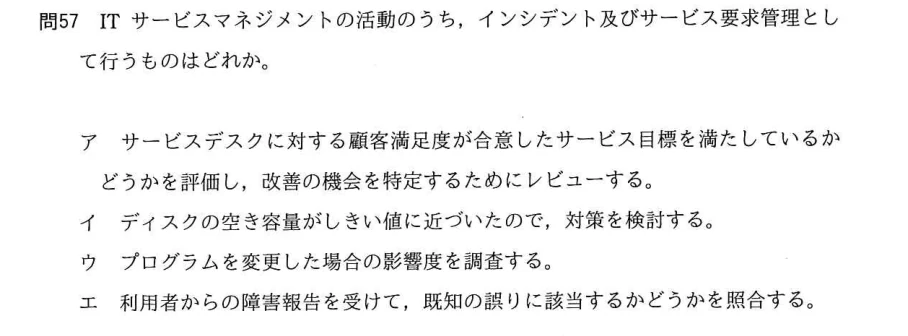 問57　IT サービスマネジメントの活動のうち，インシデント及びサービス要求管理とし
て行うものはどれか。
ア　サービスデスクに対する顧客満足度が合意したサービス目標を満たしているか
どうかを評価し，改善の機会を特定するためにレビューする。
イ　ディスクの空き容量がしきい値に近づいたので，対策を検討する。
ウ　プログラムを変更した場合の影響度を調査する。
エ　利用者からの障害報告を受けて，既知の誤りに該当するかどうかを照合する。